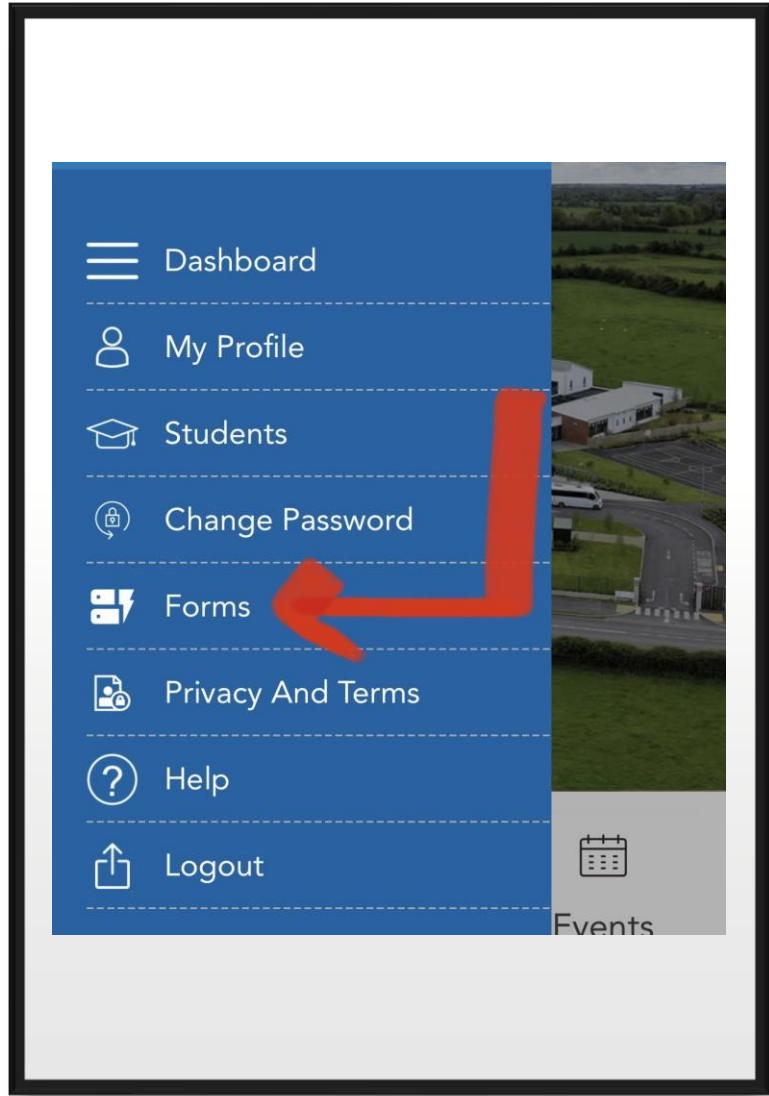 Dashboard
My Profile
Students
Change Password
Forms
Privacy And Terms
Help
Logout
Events